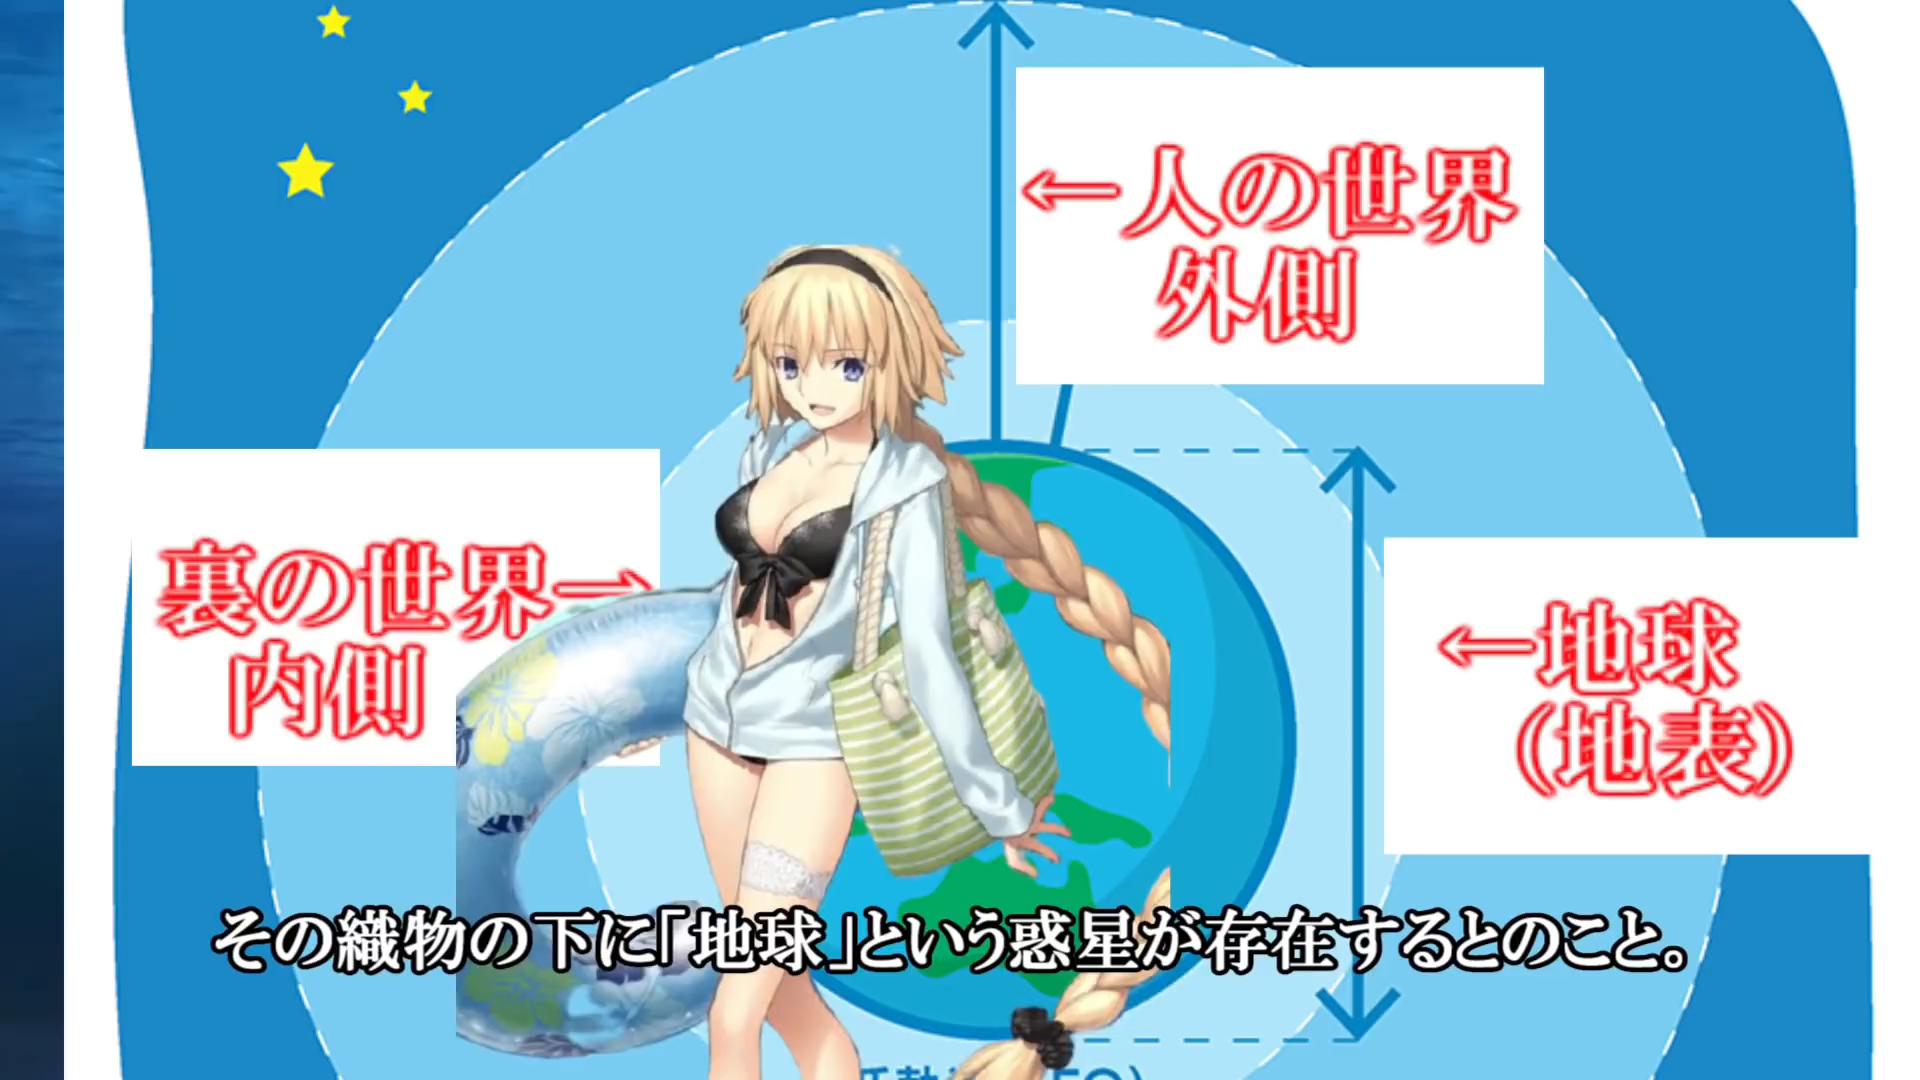 ←人の世界
外側
裏の世界→
内側
←地球
(地表)
その織物の下に「地球」という惑星が存在するとのこと。